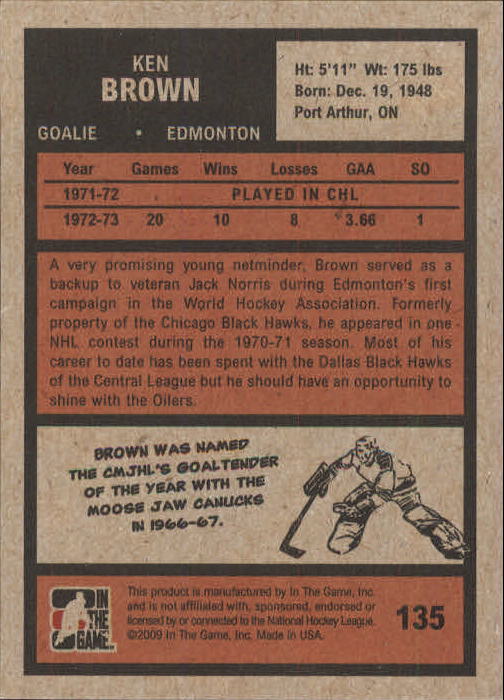 KEN
BROWN
GOALIE • EDMONTON
Ht: 5'11" Wt: 175 lbs
Born: Dec. 19, 1948
Port Arthur, ON
Year Games Wins Losses GAA SO
1971-72 PLAYED IN CHL
1972-73 20 10 8 3.66 1
A very promising young netminder, Brown served as a
backup to veteran Jack Norris during Edmonton's first
campaign in the World Hockey Association. Formerly
property of the Chicago Black Hawks, he appeared in one
NHL contest during the 1970-71 season. Most of his
career to date has been spent with the Dallas Black Hawks
of the Central League but he should have an opportunity to
shine with the Oilers.
BROWN WAS NAMED
THE CMJHL'S GOALTENDER
OF THE YEAR WITH THE
MOOSE JAW CANUCKS
IN 1966-67.
IN
THE
GAME
This product is manufactured by In The Game, Inc.
and is not affiliated with, sponsored, endorsed or
licensed by or connected to the National Hockey League.
©2009 In The Game, Inc. Made in USA.
135